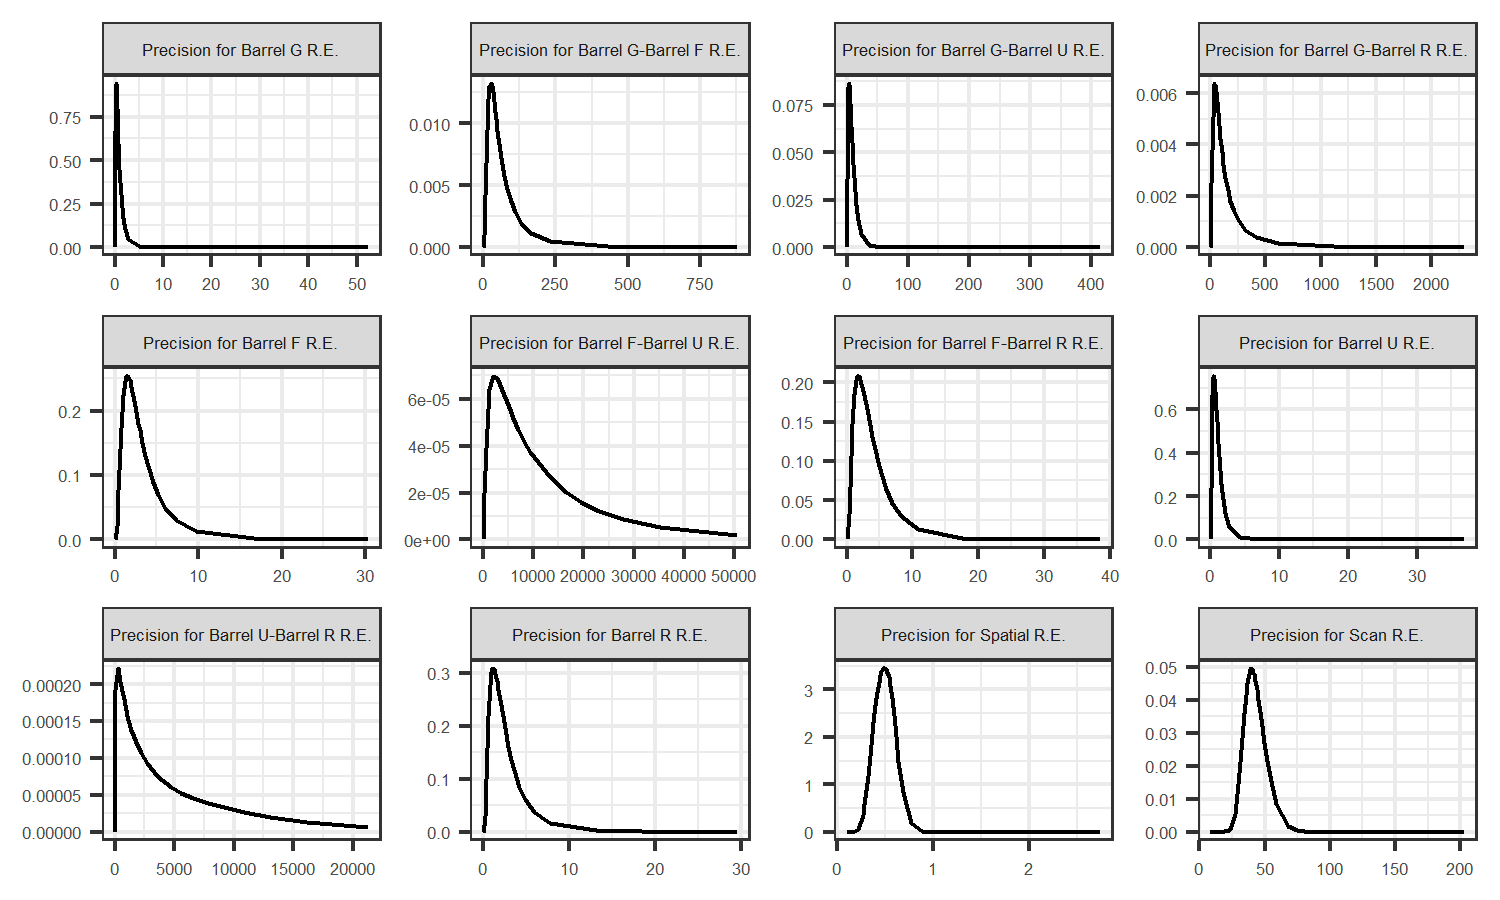 Precision for Barrel G R.E.
0.75
0.50
0.25
0.00
0 10 20 30 40 50
Precision for Barrel G-Barrel F R.E.
0.010
0.005
0.000
0 250 500 750
Precision for Barrel G-Barrel U R.E.
0.075
0.050
0.025
0.000
0 100 200 300 400
Precision for Barrel G-Barrel R R.E.
0.006
0.004
0.002
0.000
0 500 1000 1500 2000
Precision for Barrel F R.E.
0.2
0.1
0.0
0 10 20 30
Precision for Barrel F-Barrel U R.E.
6e-05
4e-05
2e-05
0e+00
0 10000 20000 30000 40000 50000
Precision for Barrel F-Barrel R R.E.
0.20
0.15
0.10
0.05
0.00
0 10 20 30 40
Precision for Barrel U R.E.
0.6
0.4
0.2
0.0
0 10 20 30
Precision for Barrel U-Barrel R R.E.
0.00020
0.00015
0.00010
0.00005
0.00000
0 5000 10000 15000 20000
Precision for Barrel R R.E.
0.3
0.2
0.1
0.0
0 10 20 30
Precision for Spatial R.E.
3
2
1
0
0 1 2
Precision for Scan R.E.
0.05
0.04
0.03
0.02
0.01
0.00
0 50 100 150 200